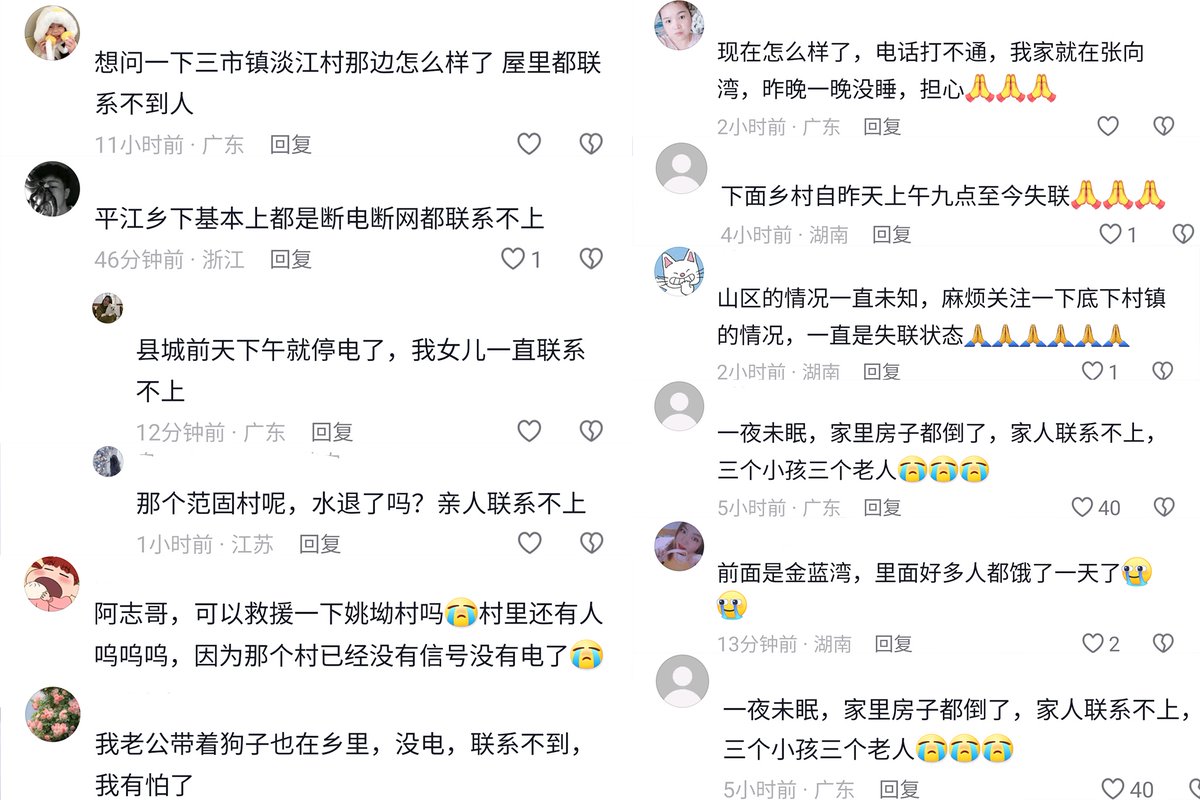 想问一下三市镇淡江村那边怎么样了 屋里都联
系不到人
11小时前 · 广东 回复
平江乡下基本上都是断电断网都联系不上
46分钟前 · 浙江 回复 1
县城前天下午就停电了，我女儿一直联系
不上
12分钟前 · 广东 回复
那个范固村呢，水退了吗？亲人联系不上
1小时前 · 江苏 回复
阿志哥，可以救援一下姚坳村吗😭村里还有人
呜呜呜，因为那个村已经没有信号没有电了😭
我老公带着狗子也在乡里，没电，联系不到，
我有怕了
现在怎么样了，电话打不通，我家就在张向
湾，昨晚一晚没睡，担心🙏🙏🙏
2小时前 · 广东 回复
下面乡村自昨天上午九点至今失联🙏🙏🙏
4小时前 · 湖南 回复 1
山区的情况一直未知，麻烦关注一下底下村镇
的情况，一直是失联状态🙏🙏🙏🙏🙏
2小时前 · 湖南 回复 1
一夜未眠，家里房子都倒了，家人联系不上，
三个小孩三个老人😭😭😭
5小时前 · 广东 回复 40
前面是金蓝湾，里面好多人都饿了一天了😂
😂
13分钟前 · 湖南 回复 2
一夜未眠，家里房子都倒了，家人联系不上，
三个小孩三个老人😭😭😭
5小时前 · 广东 回复 40